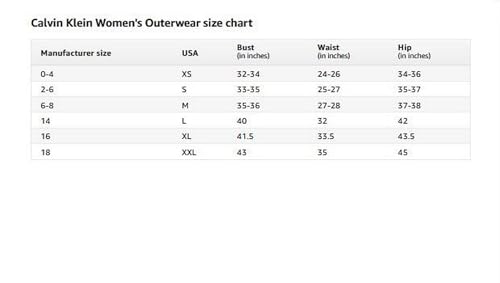 Calvin Klein Women's Outerwear size chart
Manufacturer size USA Bust (in inches) Waist (in inches) Hip (in inches)
0-4 XS 32-34 24-26 34-36
2-6 S 33-35 25-27 35-37
6-8 M 35-36 27-28 37-38
14 L 40 32 42
16 XL 41.5 33.5 43.5
18 XXL 43 35 45